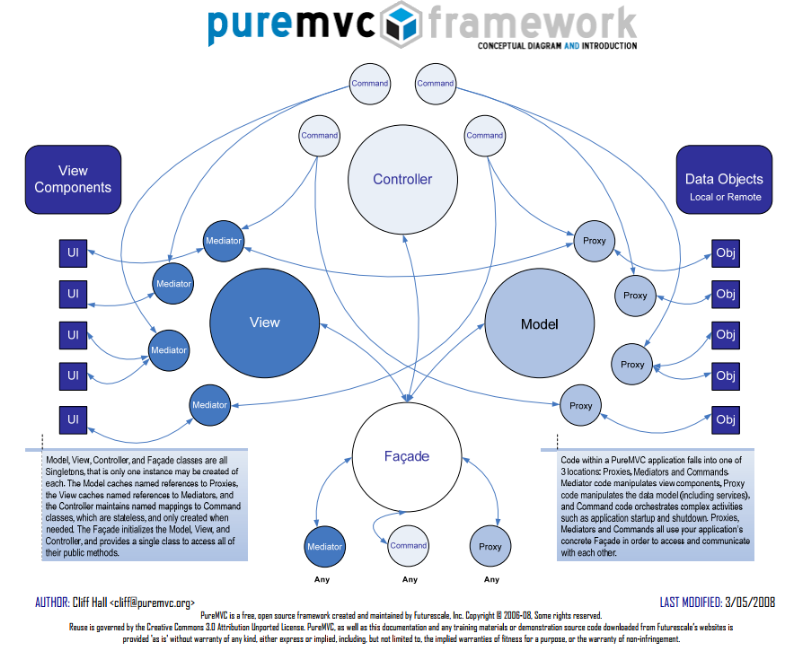 puremvc framework
CONCEPTUAL DIAGRAM AND INTRODUCTION
Command
Command
Command
Command
Controller
View
Components
Data Objects
Local or Remote
Mediator
Proxy
UI
Obj
Mediator
Proxy
UI
Obj
View
Model
UI
Obj
Mediator
Proxy
UI
Obj
Mediator
Proxy
UI
Obj
Façade
Model, View, Controller, and Façade classes are all
Singletons, that is only one instance may be created of
each. The Model caches named references to Proxies,
the View caches named references to Mediators, and
the Controller maintains named mappings to Command
classes, which are stateless, and only created when
needed. The Façade initializes the Model, View, and
Controller, and provides a single class to access all of
their public methods.
Code within a PureMVC application falls into one of
3 locations: Proxies, Mediators and Commands.
Mediator code manipulates view components, Proxy
code manipulates the data model (including services),
and Command code orchestrates complex activities
such as application startup and shutdown. Proxies,
Mediators and Commands all use your application's
concrete Façade in order to access and communicate
with each other.
Mediator
Command
Proxy
Any
Any
Any
AUTHOR: Cliff Hall <cliff@puremvc.org>
LAST MODIFIED: 3/05/2008
PureMVC is a free, open source framework created and maintained by Futurescale, Inc. Copyright © 2006-08, Some rights reserved.
Reuse is governed by the Creative Commons 3.0 Attribution Unported License. PureMVC, as well as this documentation and any training materials or demonstration source code downloaded from Futurescale's websites is
provided 'as is' without warranty of any kind, either express or implied, including, but not limited to, the implied warranties of fitness for a purpose, or the warranty of non-infringement.